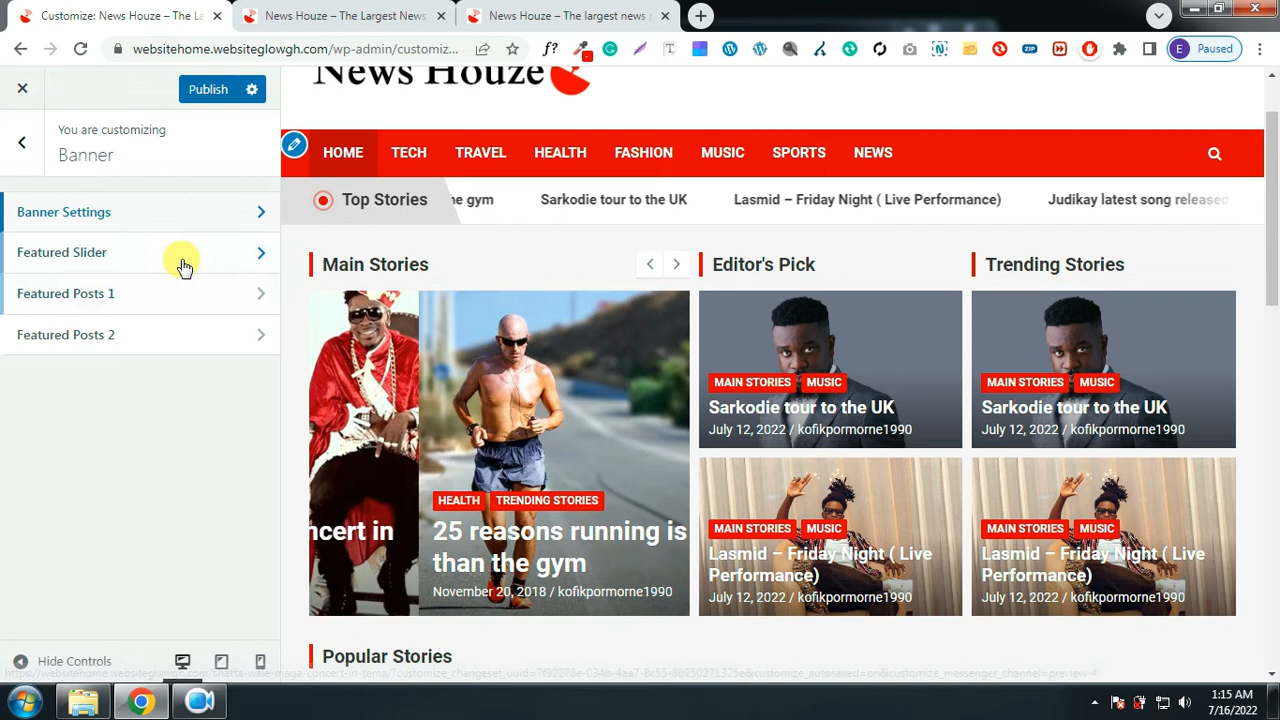 Customize: News Houze – The La
News Houze – The Largest News
News Houze – The largest news
websitehome.websiteglowgh.com/wp-admin/customiz...
f?
ZIP
E
Paused
Publish
You are customizing
Banner
Banner Settings
Featured Slider
Featured Posts 1
Featured Posts 2
Hide Controls
News Houze
HOME
TECH
TRAVEL
HEALTH
FASHION
MUSIC
SPORTS
NEWS
Top Stories
he gym
Sarkodie tour to the UK
Lasmid – Friday Night ( Live Performance)
Judikay latest song released
Main Stories
Editor's Pick
Trending Stories
ncert in
HEALTH
TRENDING STORIES
25 reasons running is
than the gym
November 20, 2018 / kofikpormorne1990
MAIN STORIES
MUSIC
Sarkodie tour to the UK
July 12, 2022 / kofikpormorne1990
MAIN STORIES
MUSIC
Sarkodie tour to the UK
July 12, 2022 / kofikpormorne1990
MAIN STORIES
MUSIC
Lasmid – Friday Night ( Live
Performance)
July 12, 2022 / kofikpormorne1990
MAIN STORIES
MUSIC
Lasmid – Friday Night ( Live
Performance)
July 12, 2022 / kofikpormorne1990
Popular Stories
1:15 AM
7/16/2022